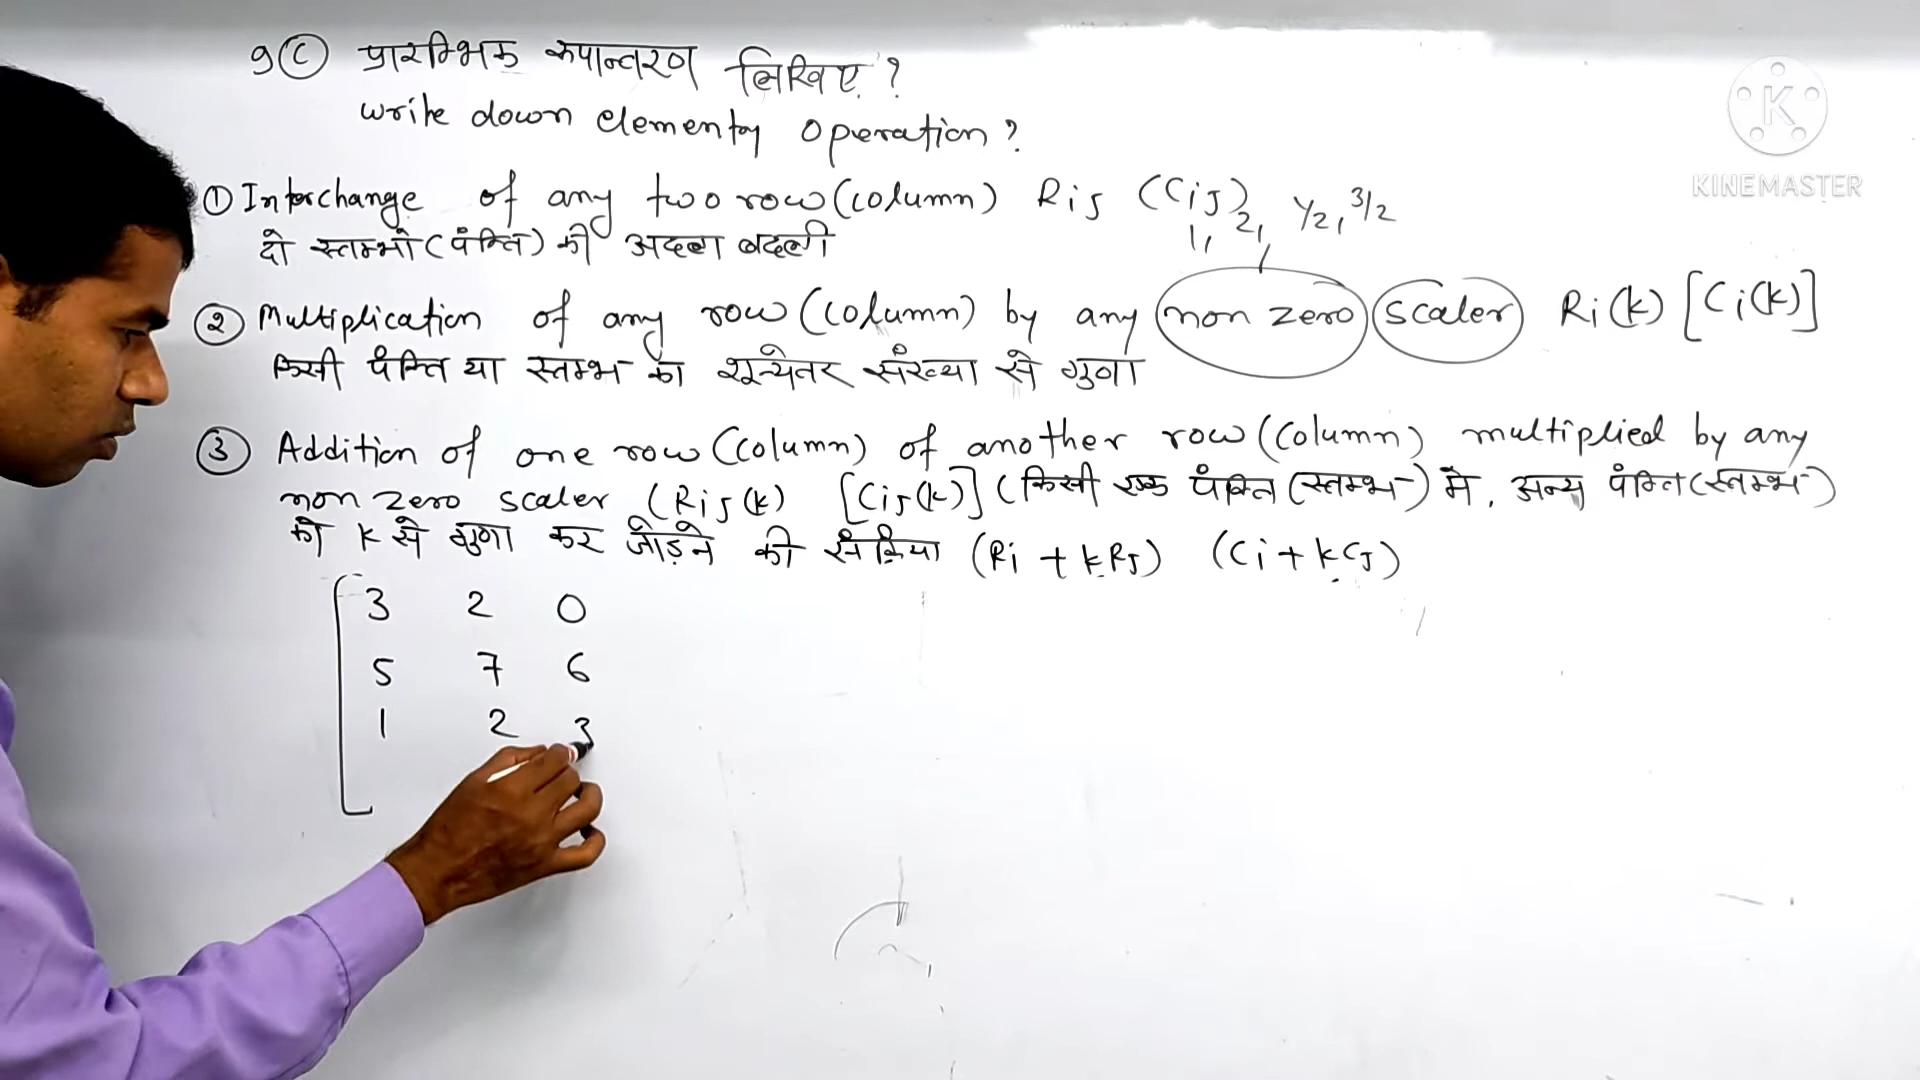 9 (C) प्रारम्भिक रूपान्तरण लिखिए ?
write down elementy operation ?
① Interchange of any two row (column) Rij (Cij)
1, 2, 1/2, 3/2
दो स्तम्भो (पंक्ति) की अदला बदली
② Multiplication of any row (column) by any non zero scaler Ri(k) [Ci(k)]
किसी पंक्ति या स्तम्भ का शून्येतर संख्या से गुणा
③ Addition of one row (column) of another row (column) multiplied by any
non zero scaler (Rij(k) [Cij(k)] (किसी एक पंक्ति (स्तम्भ) मे, अन्य पंक्ति (स्तम्भ)
को k से गुणा कर जोड़ने की संक्रिया (Ri + kRj) (Ci + kCj)
3 2 0
5 7 6
1 2 3
K
KINEMASTER